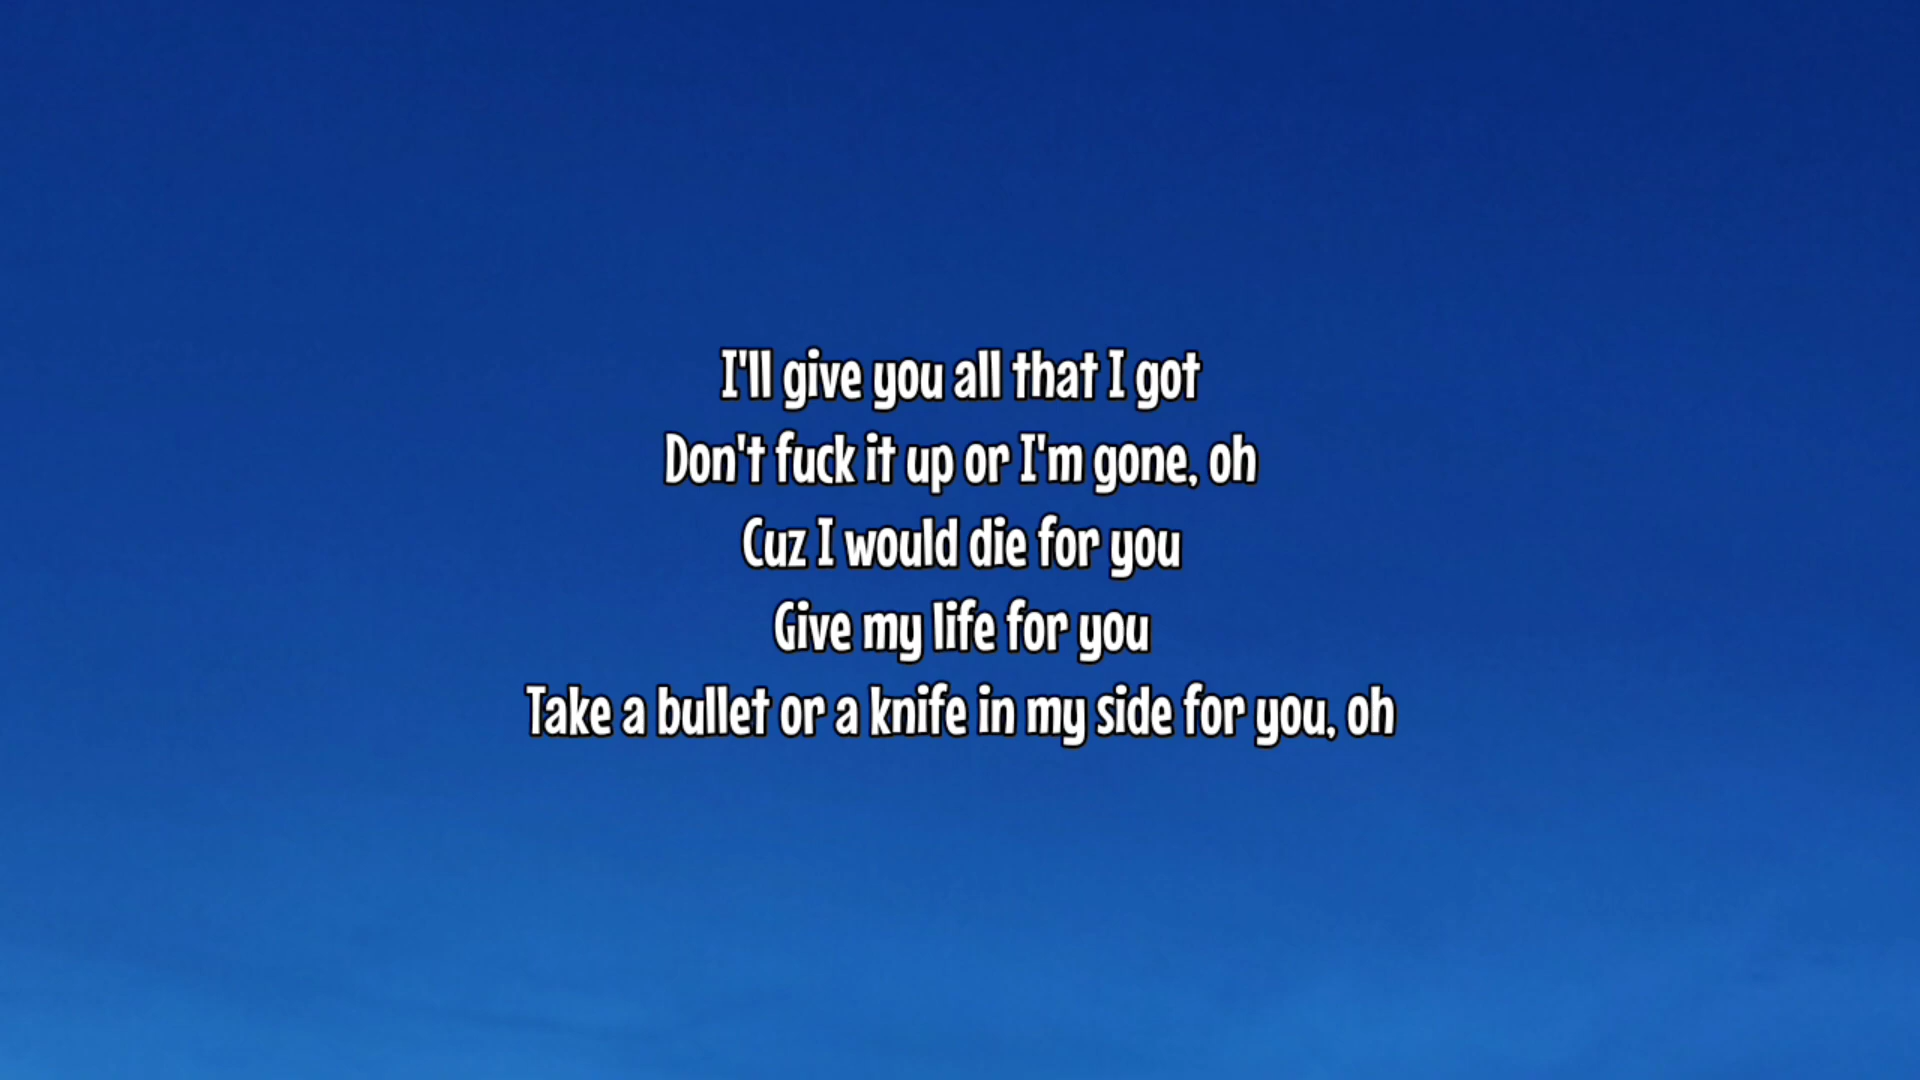 I'll give you all that I got
Don't fuck it up or I'm gone, oh
Cuz I would die for you
Give my life for you
Take a bullet or a knife in my side for you, oh